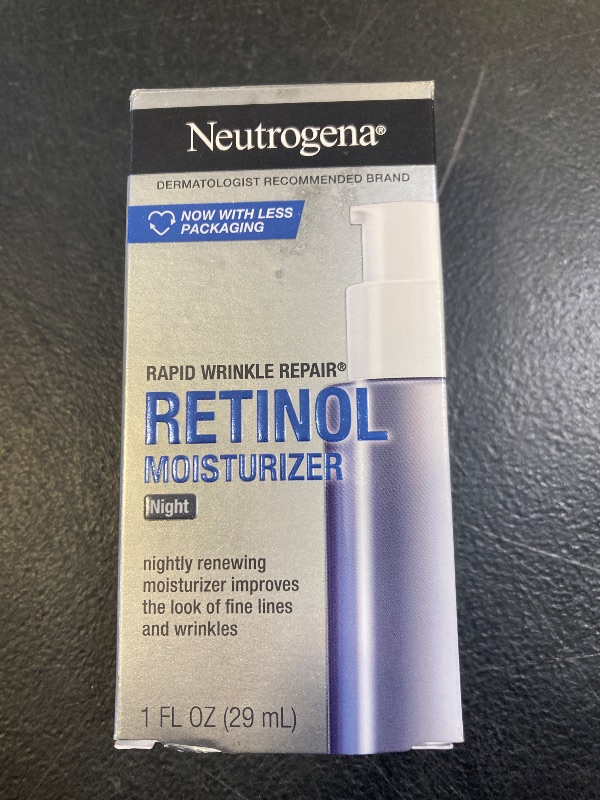 Neutrogena®
DERMATOLOGIST RECOMMENDED BRAND
NOW WITH LESS
PACKAGING
RAPID WRINKLE REPAIR®
RETINOL
MOISTURIZER
Night
nightly renewing
moisturizer improves
the look of fine lines
and wrinkles
1 FL OZ (29 mL)